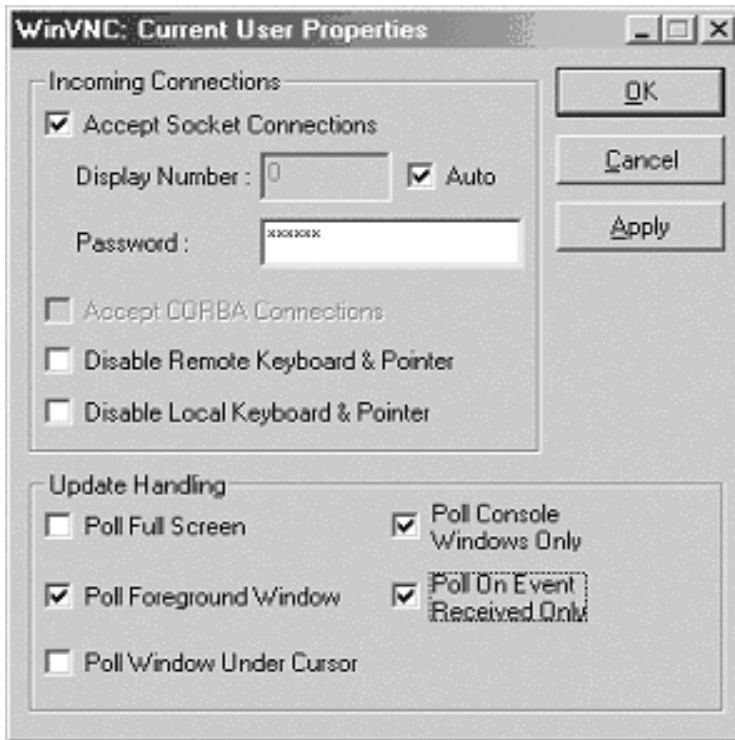 WinVNC: Current User Properties
Incoming Connections
Accept Socket Connections
Display Number : 0
Auto
Password : xxxxxx
Accept CORBA Connections
Disable Remote Keyboard & Pointer
Disable Local Keyboard & Pointer
OK
Cancel
Apply
Update Handling
Poll Full Screen
Poll Console
Windows Only
Poll Foreground Window
Poll On Event
Received Only
Poll Window Under Cursor